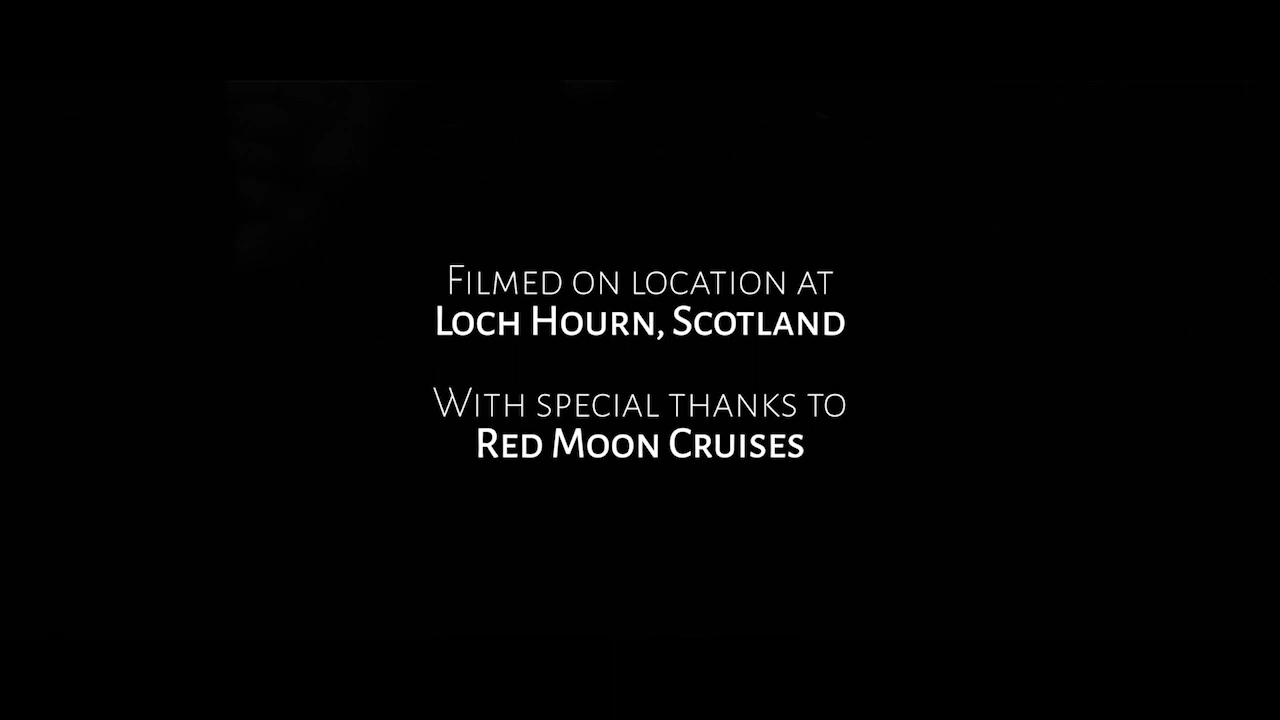 Filmed on location at
Loch Hourn, Scotland
With special thanks to
Red Moon Cruises